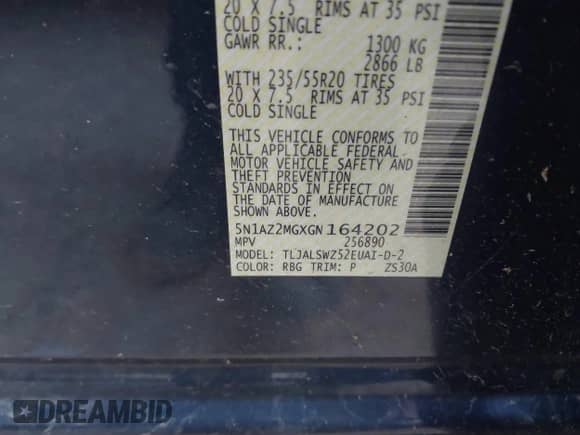 20 X 7.5 RIMS AT 35 PSI
COLD SINGLE
GAWR RR.: 1300 KG
2866 LB
WITH 235/55R20 TIRES
20 X 7.5 RIMS AT 35 PSI
COLD SINGLE
THIS VEHICLE CONFORMS TO
ALL APPLICABLE FEDERAL
MOTOR VEHICLE SAFETY AND
THEFT PREVENTION
STANDARDS IN EFFECT ON
THE DATE OF MANUFACTURE
SHOWN ABOVE.
5N1AZ2MGXGN164202
MPV 256890
MODEL: TLJALSWZ52EUAI-D-2
COLOR: RBG TRIM: P ZS30A
DREAMBID